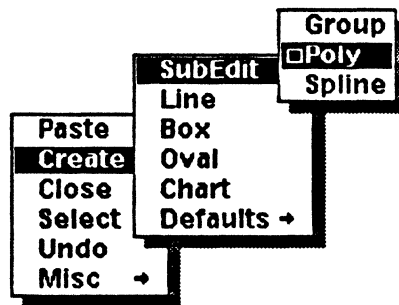 Group
Poly
Spline
SubEdit
Line
Box
Oval
Chart
Defaults →
Paste
Create
Close
Select
Undo
Misc →